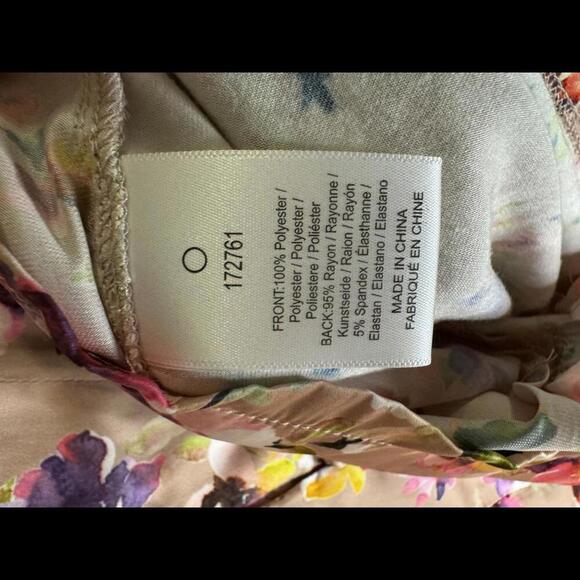 172761
FRONT:100% Polyester /
Polyester / Polyester /
Poliestere / Poliéster
BACK:95% Rayon / Rayonne /
Kunstseide / Raion / Rayón
5% Spandex / Élasthanne /
Elastan / Elastano / Elastano
MADE IN CHINA
FABRIQUÉ EN CHINE